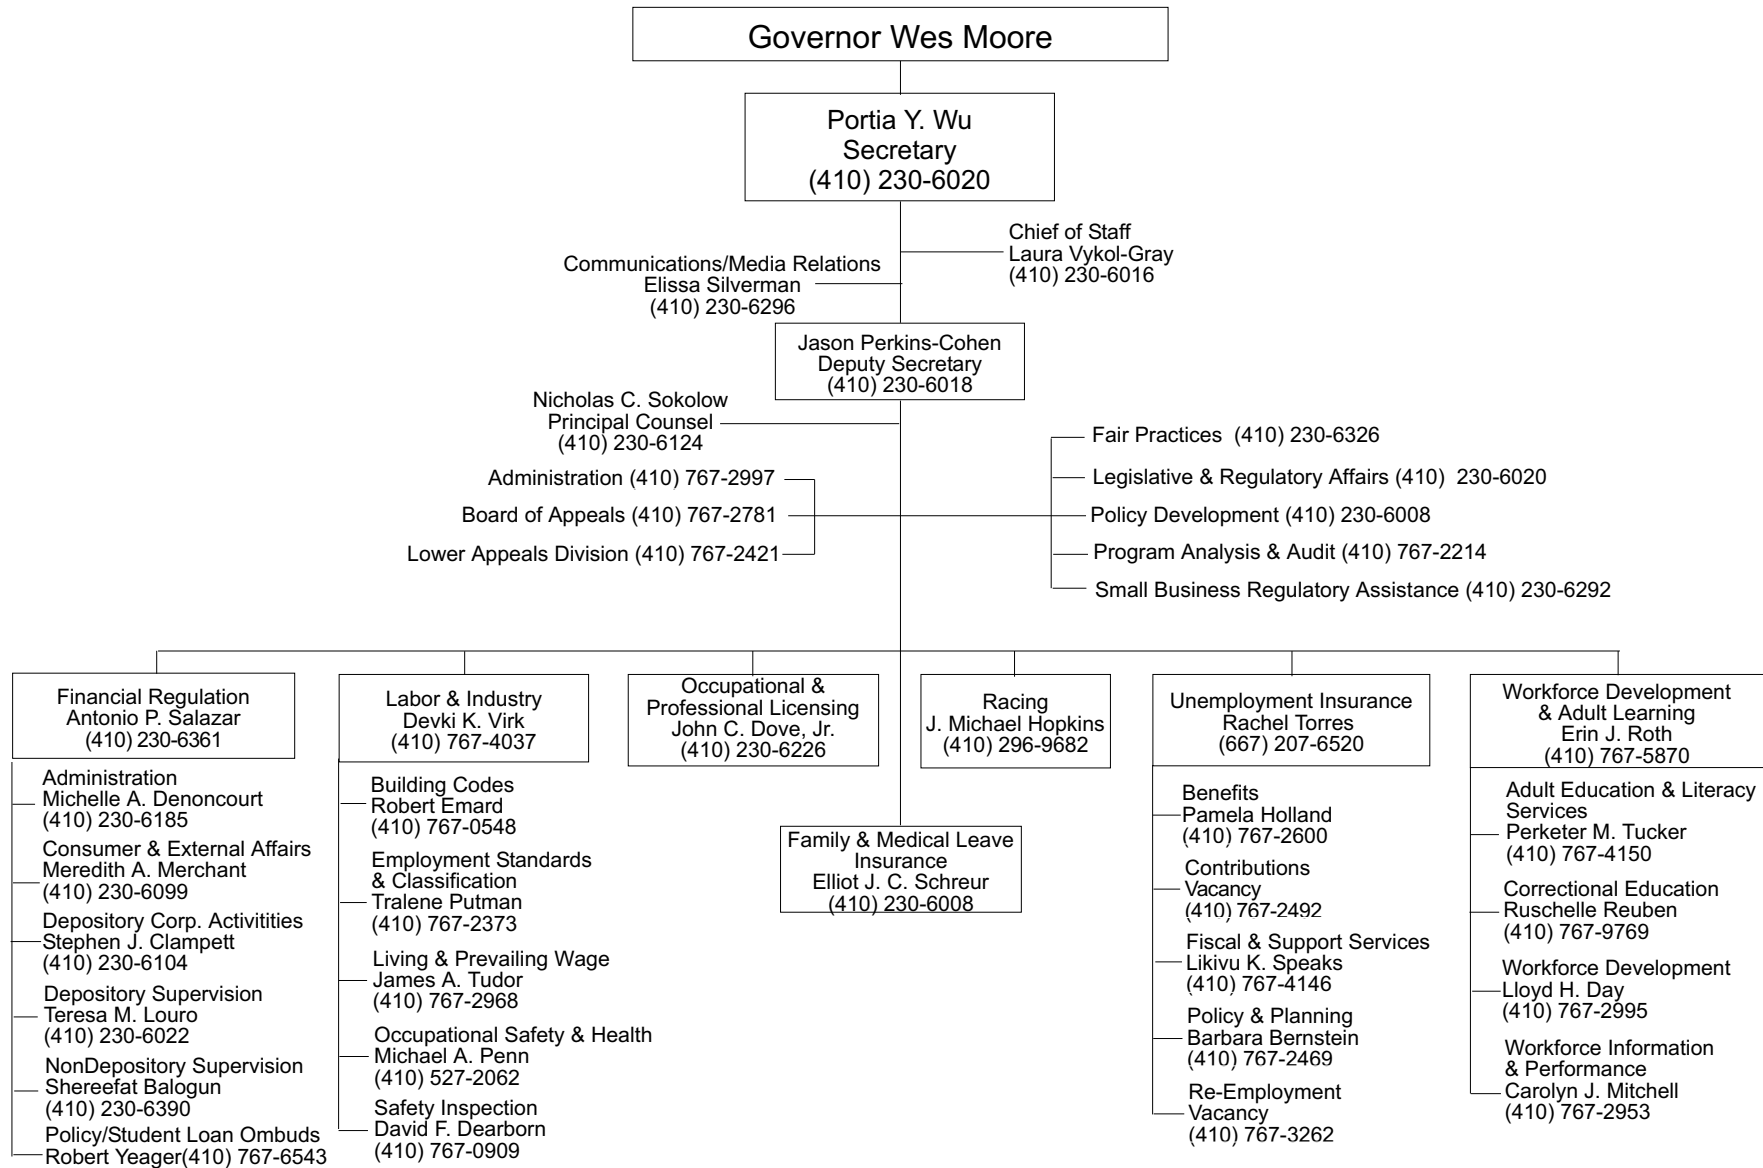 Governor Wes Moore
Portia Y. Wu
Secretary
(410) 230-6020
Chief of Staff
Laura Vykol-Gray
(410) 230-6016
Communications/Media Relations
Elissa Silverman
(410) 230-6296
Jason Perkins-Cohen
Deputy Secretary
(410) 230-6018
Nicholas C. Sokolow
Principal Counsel
(410) 230-6124
Administration (410) 767-2997
Board of Appeals (410) 767-2781
Lower Appeals Division (410) 767-2421
Fair Practices  (410) 230-6326
Legislative & Regulatory Affairs (410)  230-6020
Policy Development (410) 230-6008
Program Analysis & Audit (410) 767-2214
Small Business Regulatory Assistance (410) 230-6292
Financial Regulation
Antonio P. Salazar
(410) 230-6361
Administration
Michelle A. Denoncourt
(410) 230-6185
Consumer & External Affairs
Meredith A. Merchant
(410) 230-6099
Depository Corp. Activitities
Stephen J. Clampett
(410) 230-6104
Depository Supervision
Teresa M. Louro
(410) 230-6022
NonDepository Supervision
Shereefat Balogun
(410) 230-6390
Policy/Student Loan Ombuds
Robert Yeager(410) 767-6543
Labor & Industry
Devki K. Virk
(410) 767-4037
Building Codes
Robert Emard
(410) 767-0548
Employment Standards
& Classification
Tralene Putman
(410) 767-2373
Living & Prevailing Wage
James A. Tudor
(410) 767-2968
Occupational Safety & Health
Michael A. Penn
(410) 527-2062
Safety Inspection
David F. Dearborn
(410) 767-0909
Occupational &
Professional Licensing
John C. Dove, Jr.
(410) 230-6226
Family & Medical Leave
Insurance
Elliot J. C. Schreur
(410) 230-6008
Racing
J. Michael Hopkins
(410) 296-9682
Unemployment Insurance
Rachel Torres
(667) 207-6520
Benefits
Pamela Holland
(410) 767-2600
Contributions
Vacancy
(410) 767-2492
Fiscal & Support Services
Likivu K. Speaks
(410) 767-4146
Policy & Planning
Barbara Bernstein
(410) 767-2469
Re-Employment
Vacancy
(410) 767-3262
Workforce Development
& Adult Learning
Erin J. Roth
(410) 767-5870
Adult Education & Literacy
Services
Perketer M. Tucker
(410) 767-4150
Correctional Education
Ruschelle Reuben
(410) 767-9769
Workforce Development
Lloyd H. Day
(410) 767-2995
Workforce Information
& Performance
Carolyn J. Mitchell
(410) 767-2953